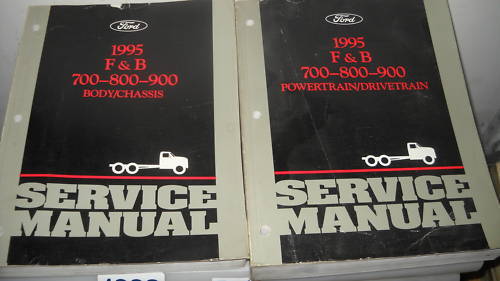 Ford
1995
F & B
700-800-900
BODY/CHASSIS
SERVICE
MANUAL
Ford
1995
F & B
700-800-900
POWERTRAIN/DRIVETRAIN
SERVICE
MANUAL